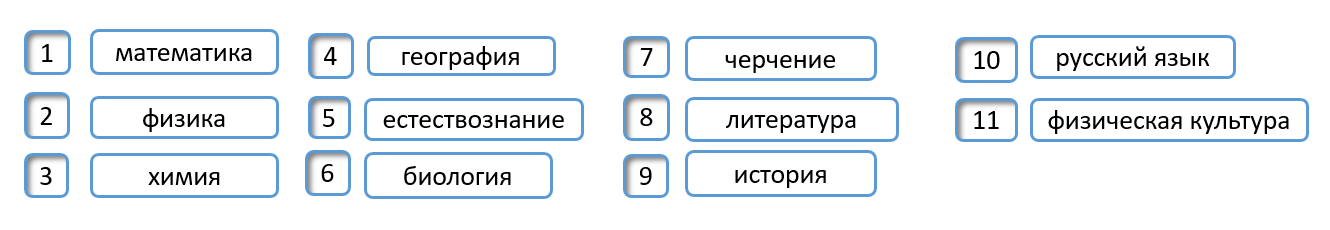 1 математика
2 физика
3 химия
4 география
5 естествознание
6 биология
7 черчение
8 литература
9 история
10 русский язык
11 физическая культура